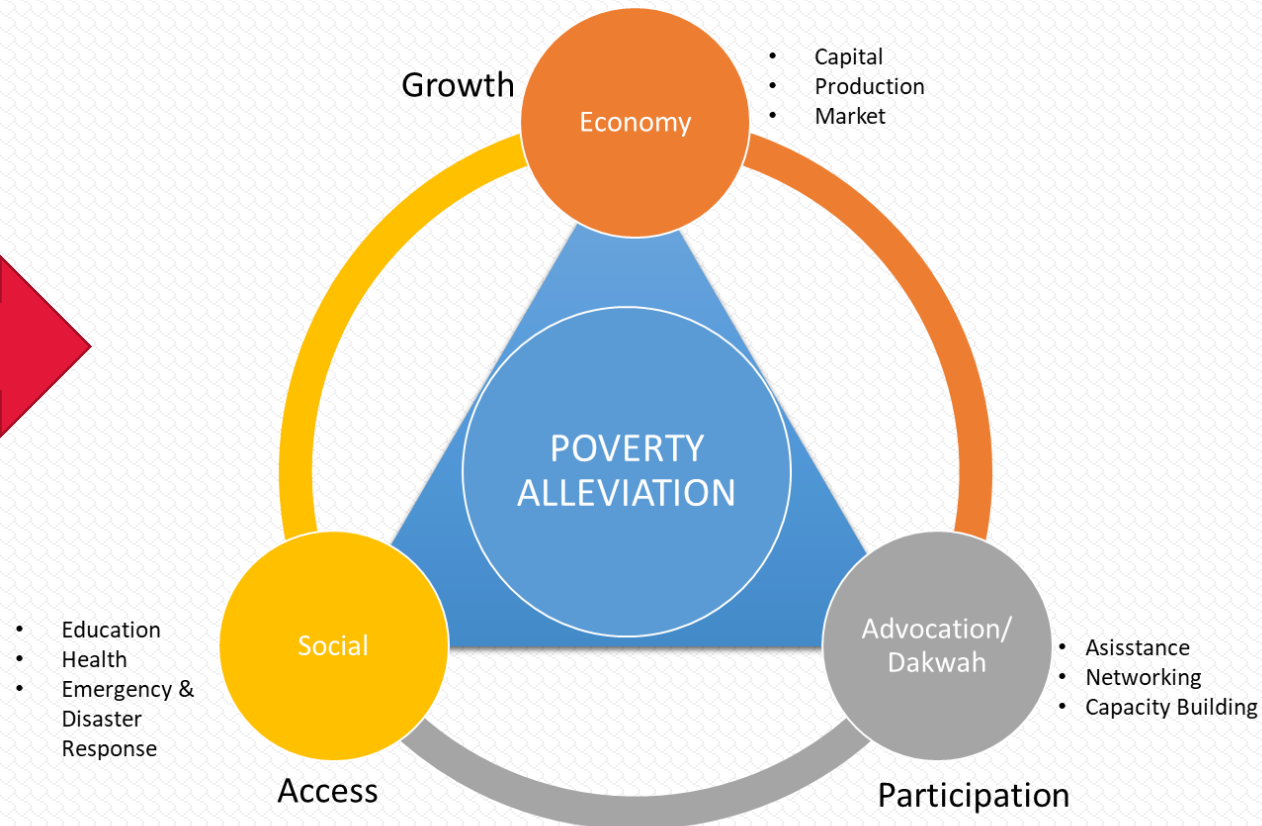 Growth
Economy
• Capital
• Production
• Market
POVERTY
ALLEVIATION
• Education
• Health
• Emergency &
Disaster
Response
Social
Access
Advocation/
Dakwah
• Asisstance
• Networking
• Capacity Building
Participation